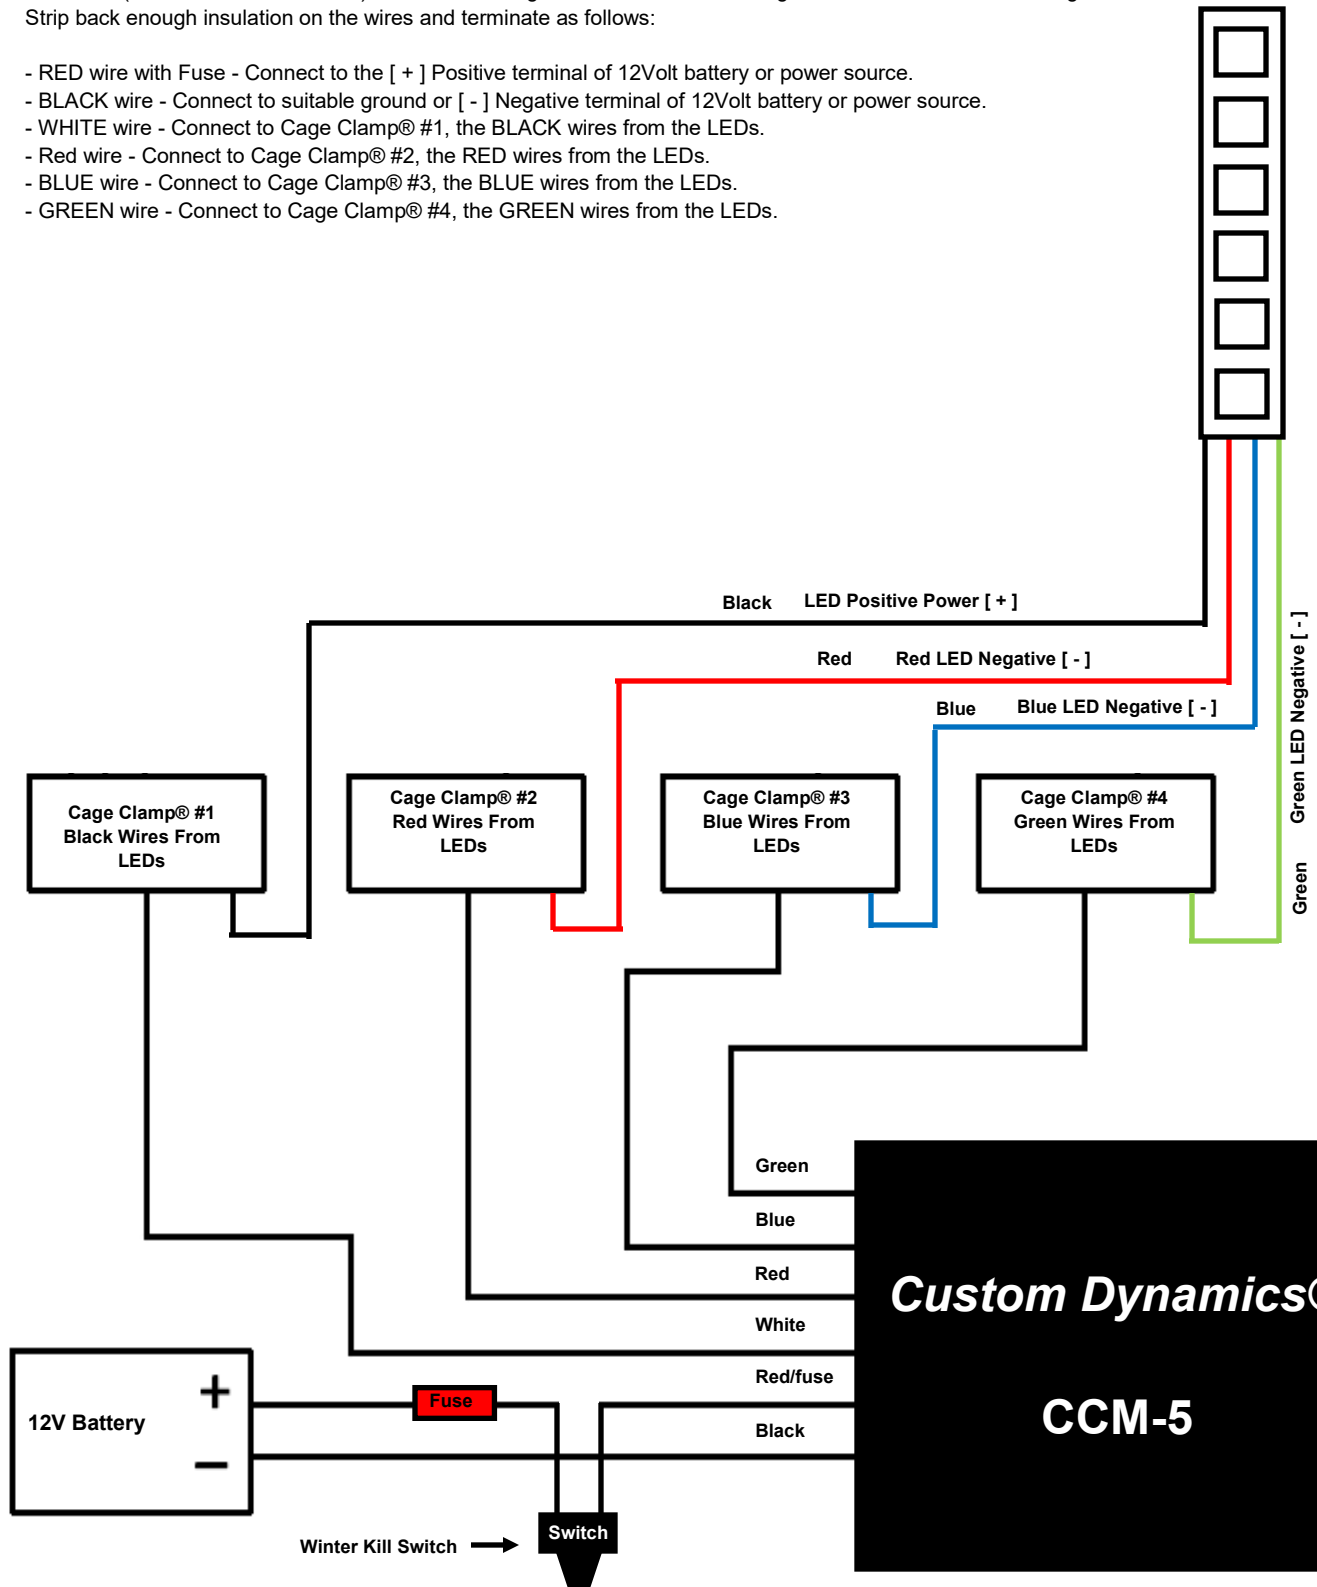 Strip back enough insulation on the wires and terminate as follows:
- RED wire with Fuse - Connect to the [ + ] Positive terminal of 12Volt battery or power source.
- BLACK wire - Connect to suitable ground or [ - ] Negative terminal of 12Volt battery or power source.
- WHITE wire - Connect to Cage Clamp® #1, the BLACK wires from the LEDs.
- Red wire - Connect to Cage Clamp® #2, the RED wires from the LEDs.
- BLUE wire - Connect to Cage Clamp® #3, the BLUE wires from the LEDs.
- GREEN wire - Connect to Cage Clamp® #4, the GREEN wires from the LEDs.
Black LED Positive Power [ + ]
Red Red LED Negative [ - ]
Blue Blue LED Negative [ - ]
Green Green LED Negative [ - ]
Cage Clamp® #1
Black Wires From
LEDs
Cage Clamp® #2
Red Wires From
LEDs
Cage Clamp® #3
Blue Wires From
LEDs
Cage Clamp® #4
Green Wires From
LEDs
Green
Blue
Red
White
Red/fuse
Black
Custom Dynamics®
CCM-5
12V Battery
+
–
Fuse
Switch
Winter Kill Switch